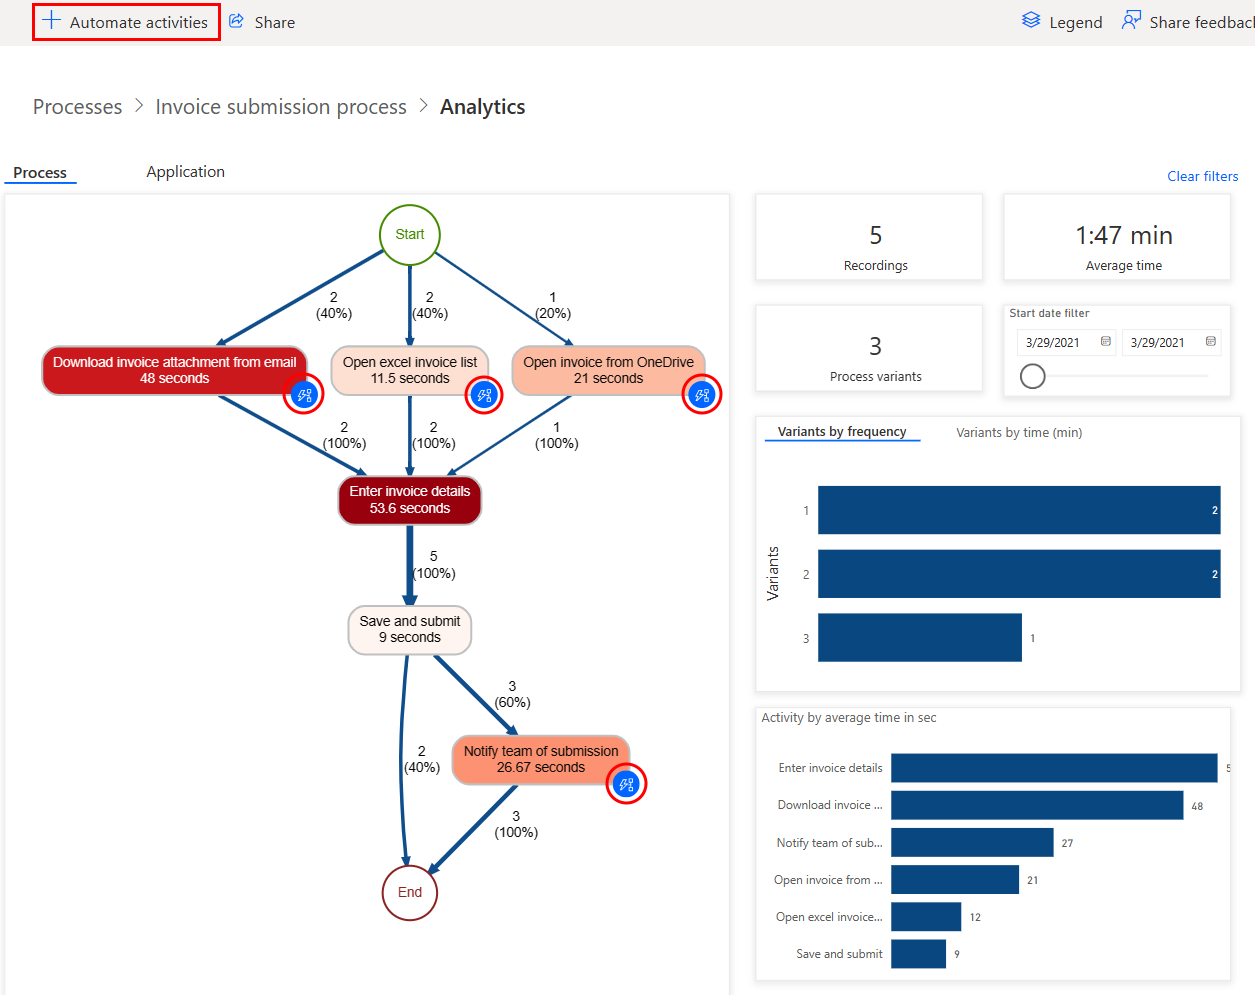 Automate activities
Share
Legend
Share feedbac
Processes > Invoice submission process > Analytics
Process
Application
Clear filters
Start
2
(40%)
2
(40%)
1
(20%)
Download invoice attachment from email
48 seconds
Open excel invoice list
11.5 seconds
Open invoice from OneDrive
21 seconds
2
(100%)
2
(100%)
1
(100%)
Enter invoice details
53.6 seconds
5
(100%)
Save and submit
9 seconds
3
(60%)
2
(40%)
Notify team of submission
26.67 seconds
3
(100%)
End
5
Recordings
1:47 min
Average time
3
Process variants
Start date filter
3/29/2021
3/29/2021
Variants by frequency
Variants by time (min)
Variants
1
2
2
2
3
1
Activity by average time in sec
Enter invoice details
5
Download invoice ...
48
Notify team of sub...
27
Open invoice from ...
21
Open excel invoice...
12
Save and submit
9